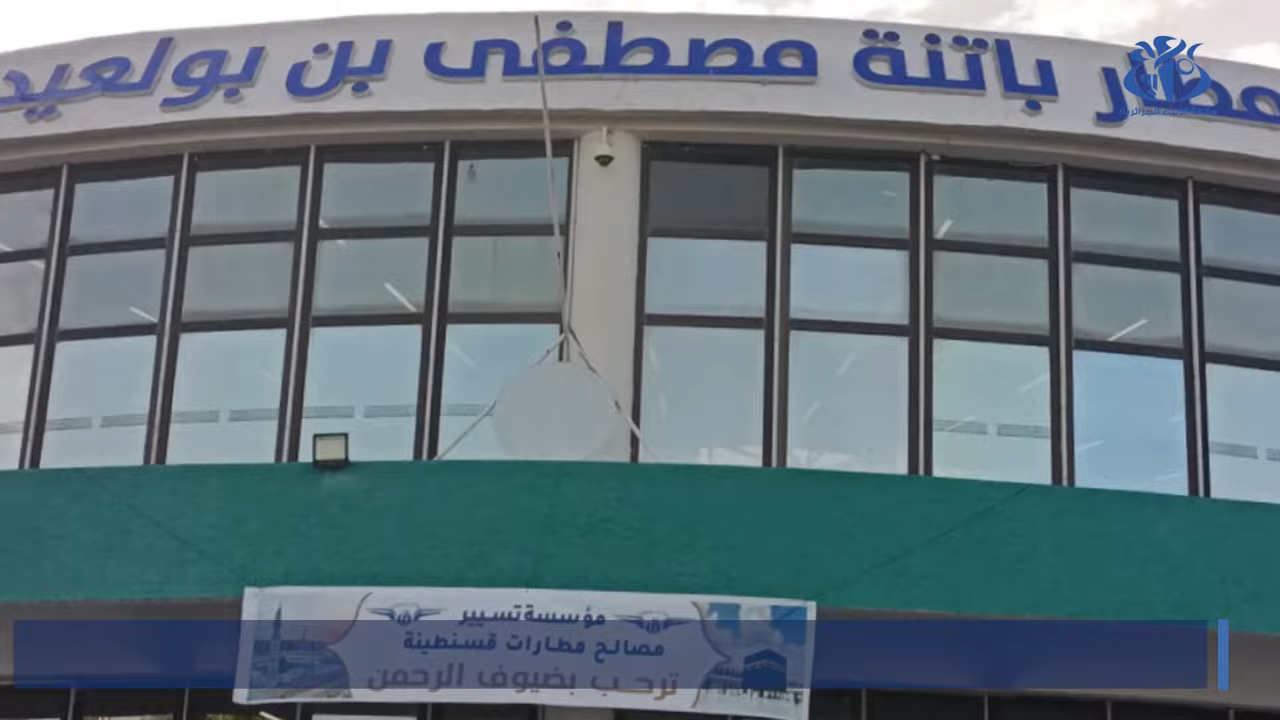 مطار باتنة مصطفى بن بولعيد
مؤسسة تسيير
مصالح مطارات قسنطينة
ترحب بضيوف الرحمن